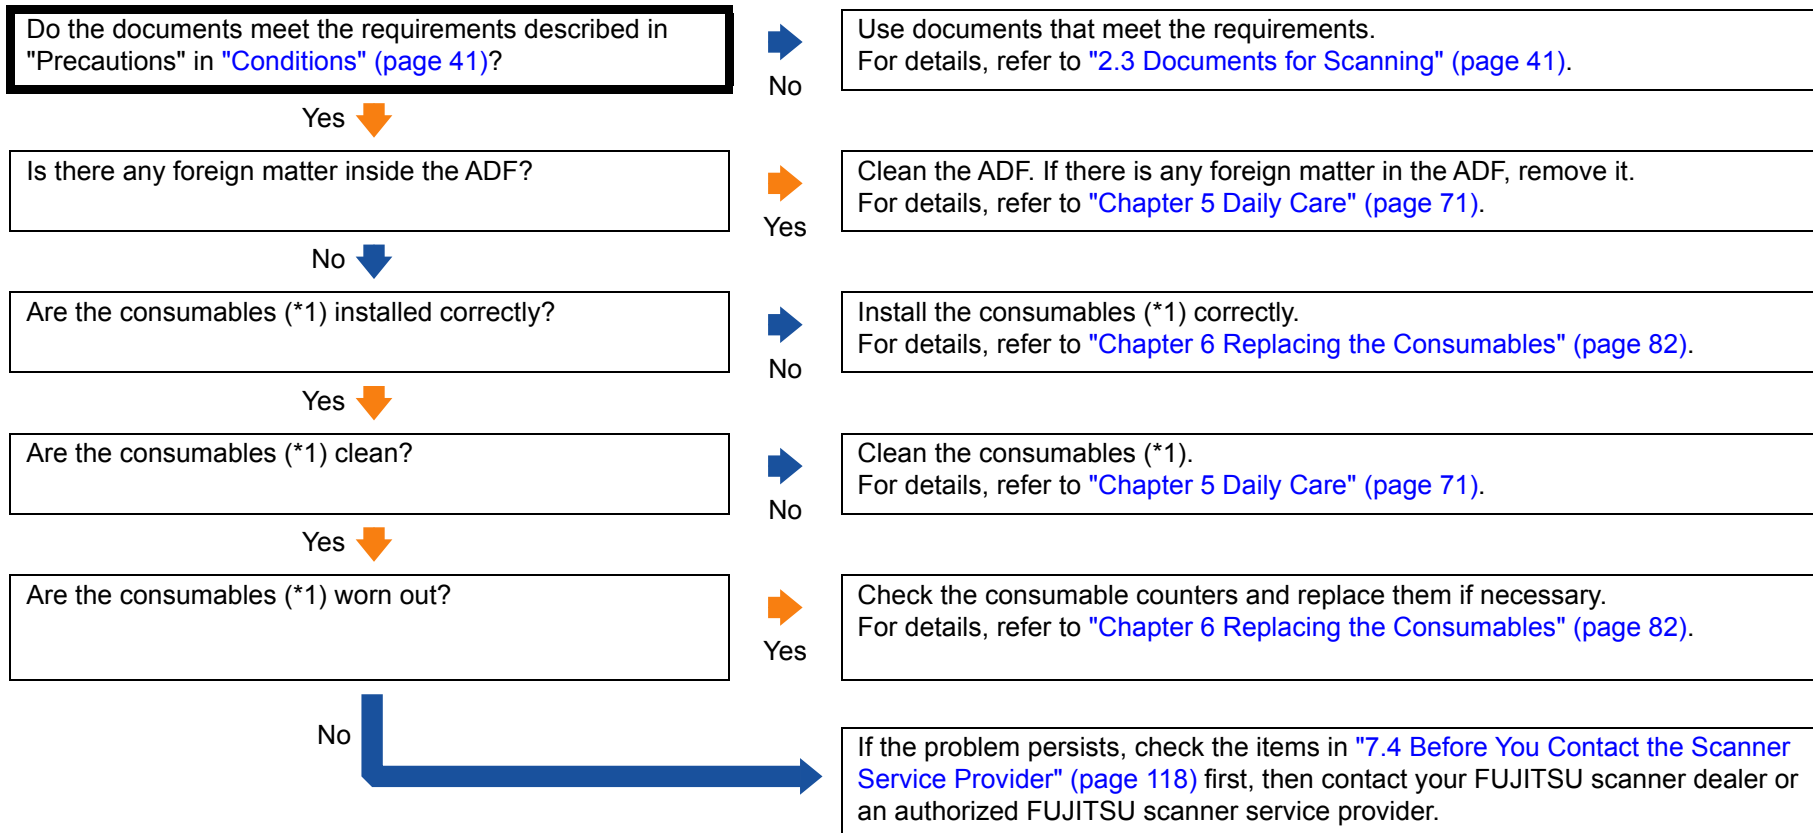 Do the documents meet the requirements described in
"Precautions" in "Conditions" (page 41)?
No
Use documents that meet the requirements.
For details, refer to "2.3 Documents for Scanning" (page 41).
Yes
Is there any foreign matter inside the ADF?
Yes
Clean the ADF. If there is any foreign matter in the ADF, remove it.
For details, refer to "Chapter 5 Daily Care" (page 71).
No
Are the consumables (*1) installed correctly?
No
Install the consumables (*1) correctly.
For details, refer to "Chapter 6 Replacing the Consumables" (page 82).
Yes
Are the consumables (*1) clean?
No
Clean the consumables (*1).
For details, refer to "Chapter 5 Daily Care" (page 71).
Yes
Are the consumables (*1) worn out?
Yes
Check the consumable counters and replace them if necessary.
For details, refer to "Chapter 6 Replacing the Consumables" (page 82).
No
If the problem persists, check the items in "7.4 Before You Contact the Scanner
Service Provider" (page 118) first, then contact your FUJITSU scanner dealer or
an authorized FUJITSU scanner service provider.